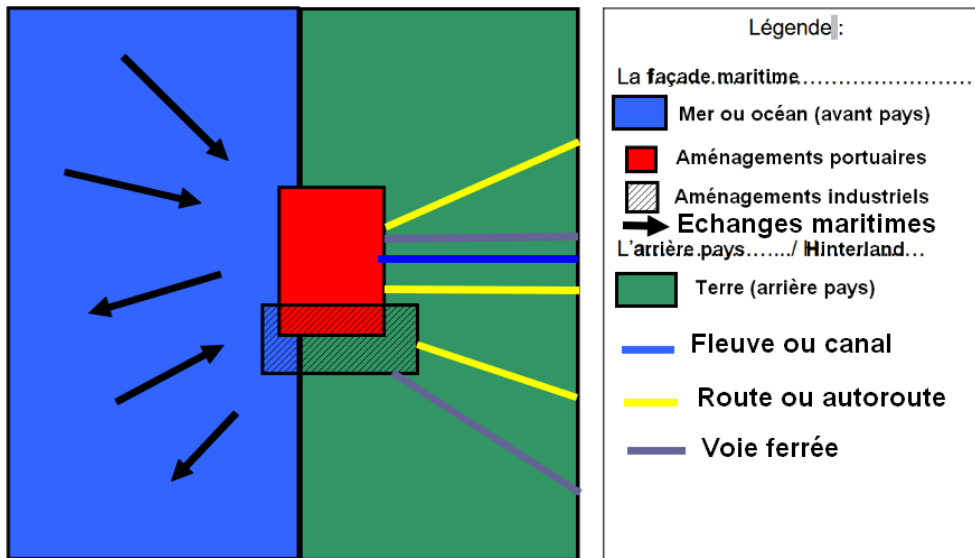 Légende :
La façade maritime……………………………
Mer ou océan (avant pays)
Aménagements portuaires
Aménagements industriels
Echanges maritimes
L'arrière pays………/ Hinterland……
Terre (arrière pays)
Fleuve ou canal
Route ou autoroute
Voie ferrée